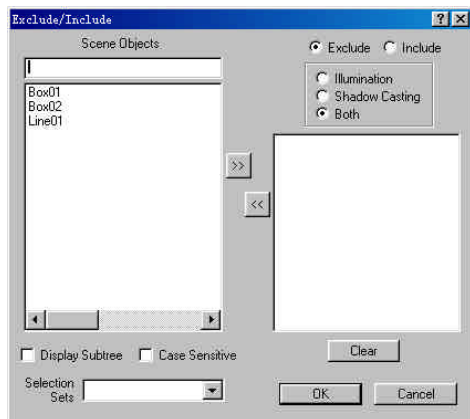 Exclude/Include
Scene Objects
Exclude
Include
Illumination
Shadow Casting
Both
Box01
Box02
Line01
>>
<<
Display Subtree
Case Sensitive
Clear
Selection
Sets
OK
Cancel